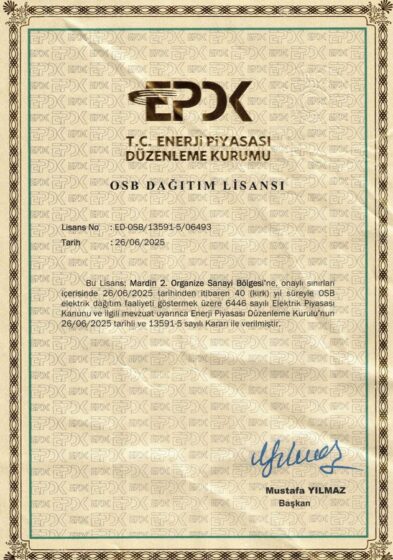 EPDK
T.C. ENERJİ PİYASASI
DÜZENLEME KURUMU
OSB DAĞITIM LİSANSI
Lisans No : ED-OSB/13591-5/06493
Tarih : 26/06/2025
Bu Lisans; Mardin 2. Organize Sanayi Bölgesi'ne, onaylı sınırları
içerisinde 26/06/2025 tarihinden itibaren 40 (kırk) yıl süreyle OSB
elektrik dağıtım faaliyeti göstermek üzere 6446 sayılı Elektrik Piyasası
Kanunu ve ilgili mevzuat uyarınca Enerji Piyasası Düzenleme Kurulu'nun
26/06/2025 tarihli ve 13591-5 sayılı Kararı ile verilmiştir.
Mustafa YILMAZ
Başkan